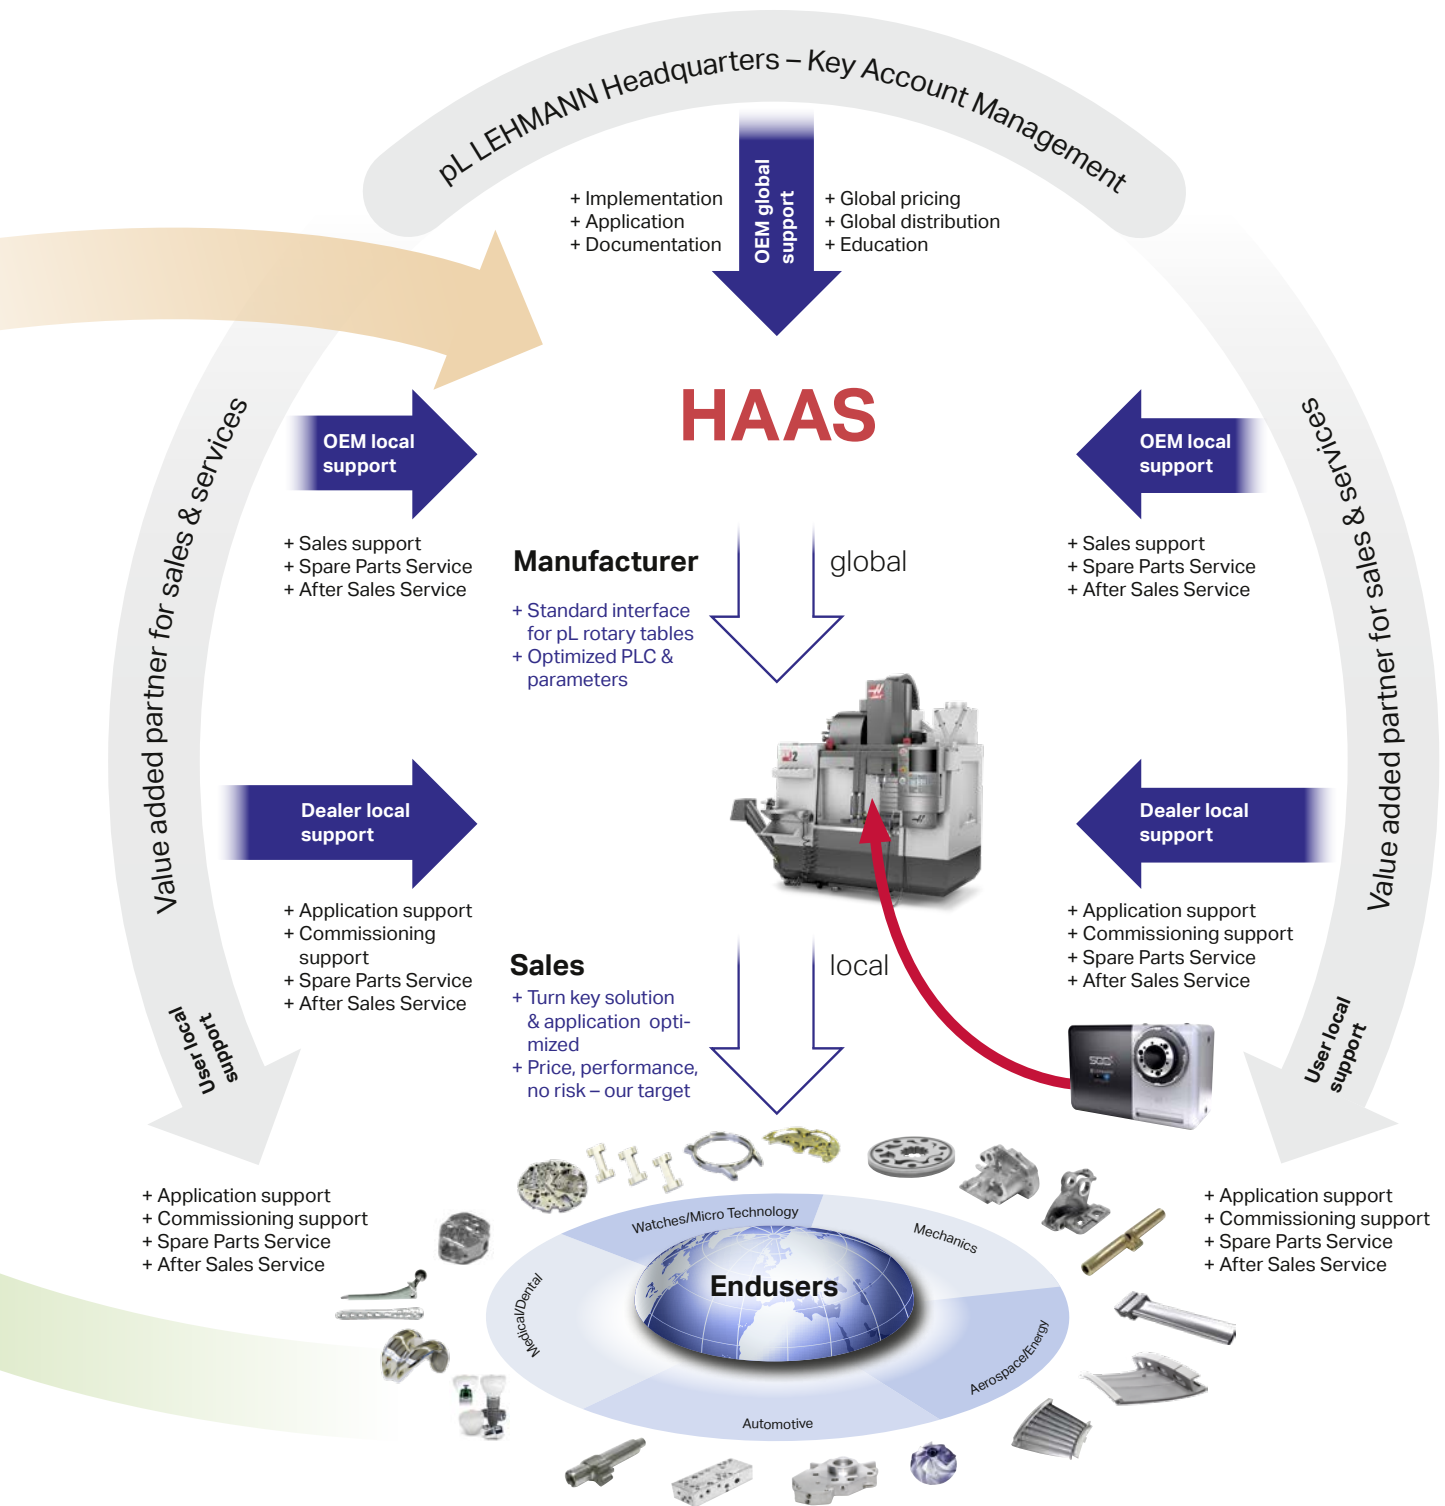 pL LEHMANN Headquarters – Key Account Management
OEM global
support
+ Implementation
+ Application
+ Documentation
+ Global pricing
+ Global distribution
+ Education
HAAS
Value added partner for sales & services
OEM local
support
+ Sales support
+ Spare Parts Service
+ After Sales Service
Manufacturer
global
+ Standard interface
for pL rotary tables
+ Optimized PLC &
parameters
OEM local
support
+ Sales support
+ Spare Parts Service
+ After Sales Service
Value added partner for sales & services
Dealer local
support
+ Application support
+ Commissioning
support
+ Spare Parts Service
+ After Sales Service
Sales
local
+ Turn key solution
& application opti-
mized
+ Price, performance,
no risk – our target
Dealer local
support
+ Application support
+ Commissioning support
+ Spare Parts Service
+ After Sales Service
User local
support
+ Application support
+ Commissioning support
+ Spare Parts Service
+ After Sales Service
User local
support
+ Application support
+ Commissioning support
+ Spare Parts Service
+ After Sales Service
Watches/Micro Technology
Mechanics
Medical/Dental
Endusers
Aerospace/Energy
Automotive